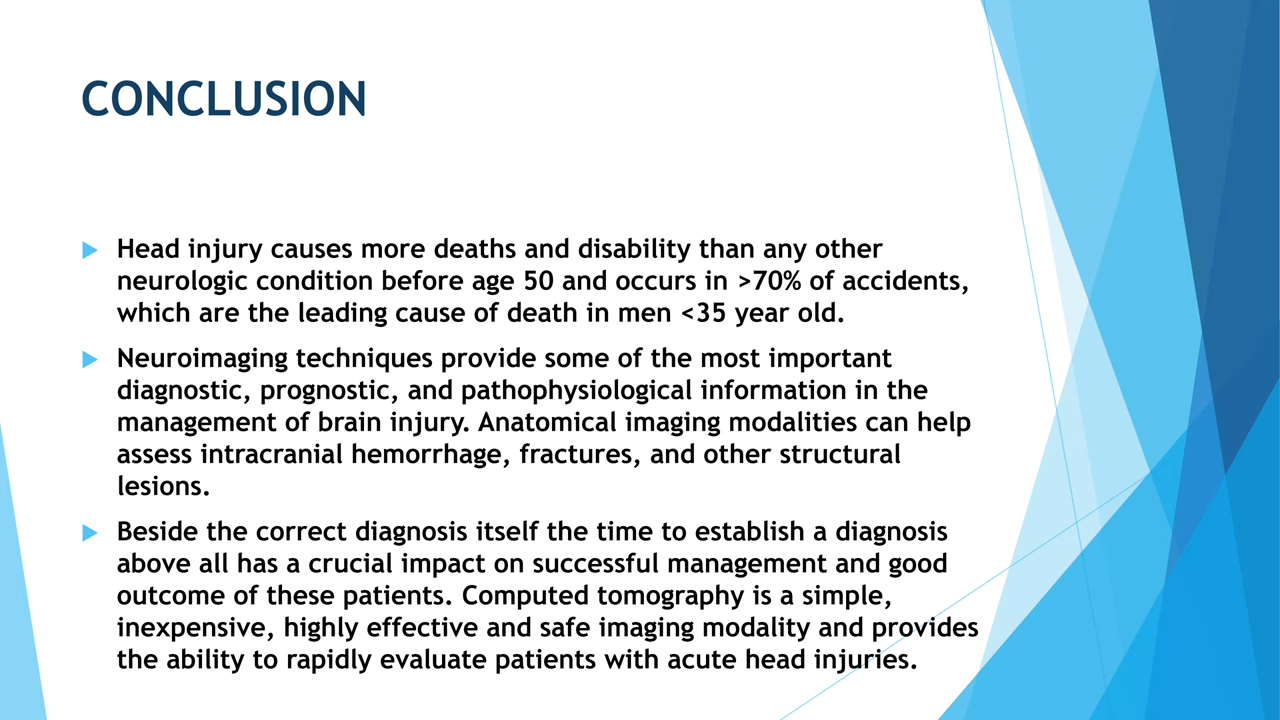 CONCLUSION
Head injury causes more deaths and disability than any other
neurologic condition before age 50 and occurs in >70% of accidents,
which are the leading cause of death in men <35 year old.
Neuroimaging techniques provide some of the most important
diagnostic, prognostic, and pathophysiological information in the
management of brain injury. Anatomical imaging modalities can help
assess intracranial hemorrhage, fractures, and other structural
lesions.
Beside the correct diagnosis itself the time to establish a diagnosis
above all has a crucial impact on successful management and good
outcome of these patients. Computed tomography is a simple,
inexpensive, highly effective and safe imaging modality and provides
the ability to rapidly evaluate patients with acute head injuries.